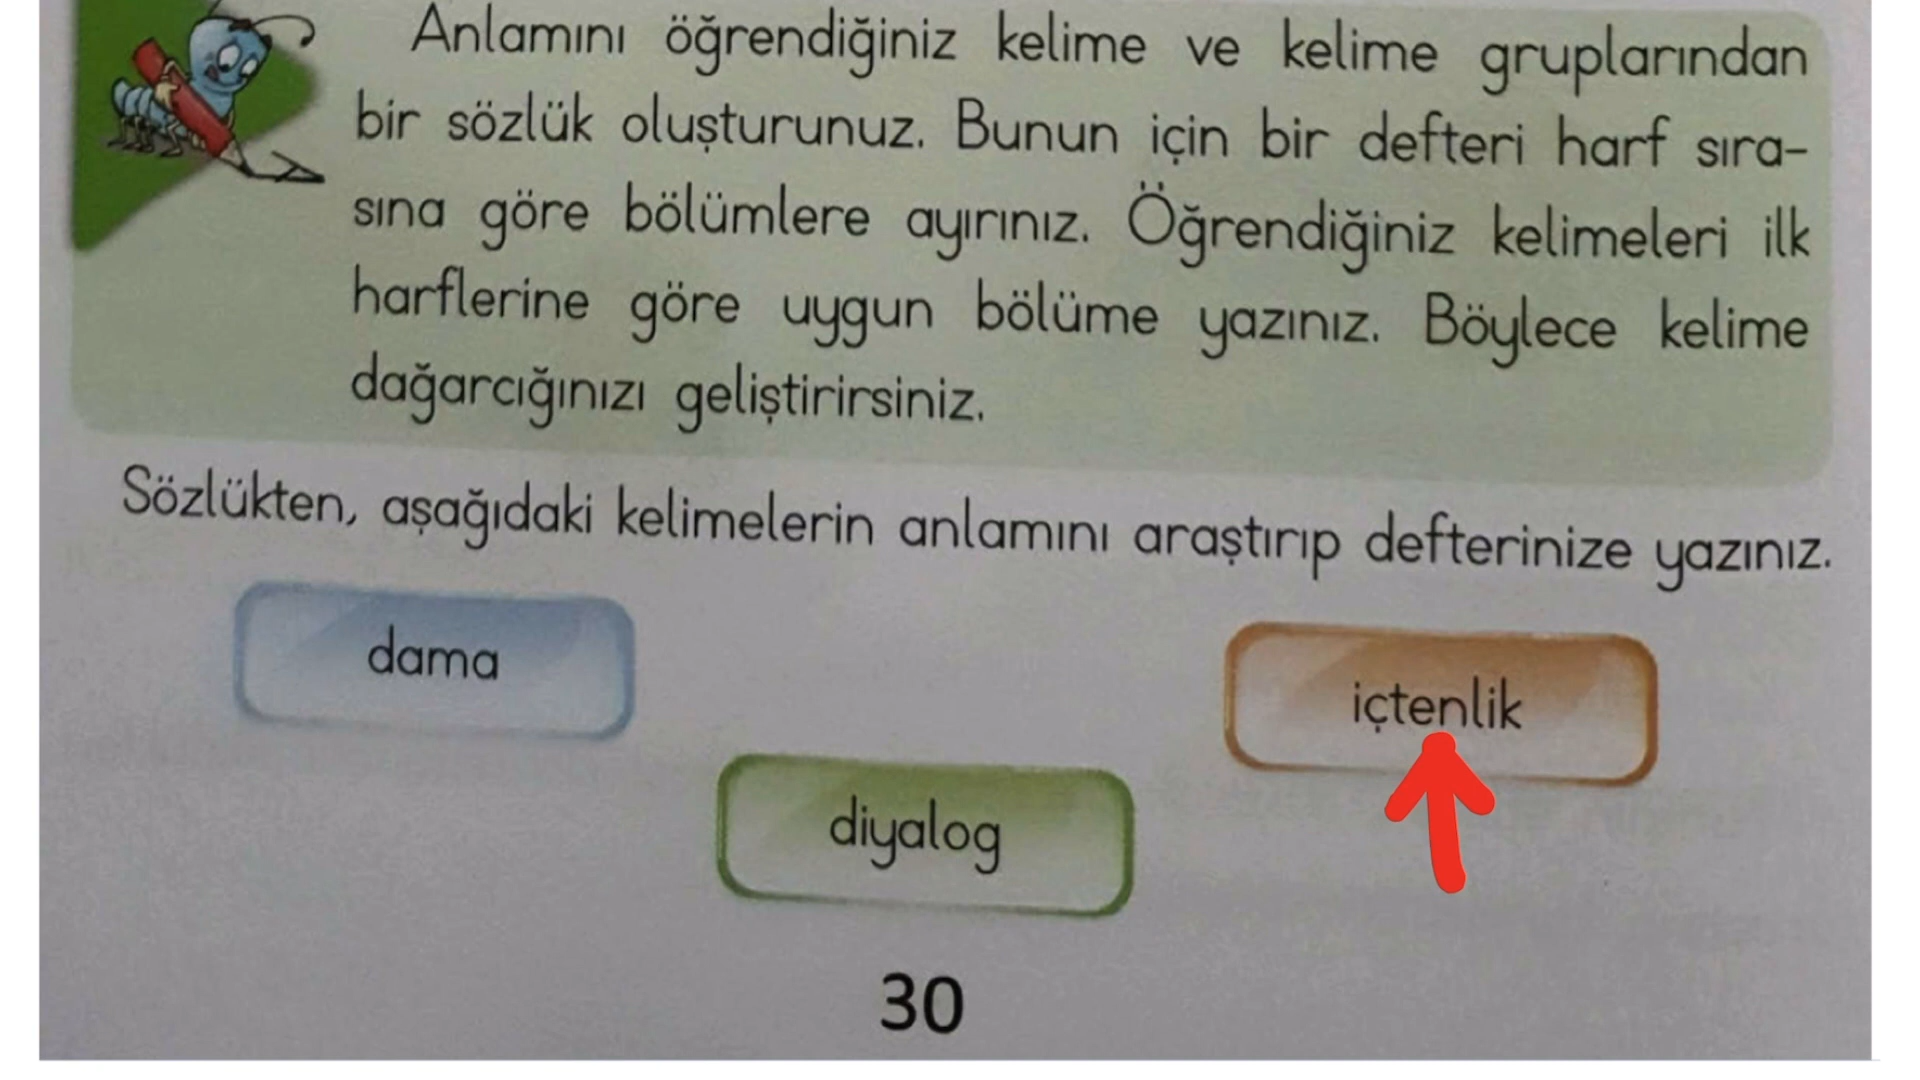 Anlamını öğrendiğiniz kelime ve kelime gruplarından
bir sözlük oluşturunuz. Bunun için bir defteri harf sıra-
sına göre bölümlere ayırınız. Öğrendiğiniz kelimeleri ilk
harflerine göre uygun bölüme yazınız. Böylece kelime
dağarcığınızı geliştirirsiniz.
Sözlükten, aşağıdaki kelimelerin anlamını araştırıp defterinize yazınız.
dama
içtenlik
diyalog
30